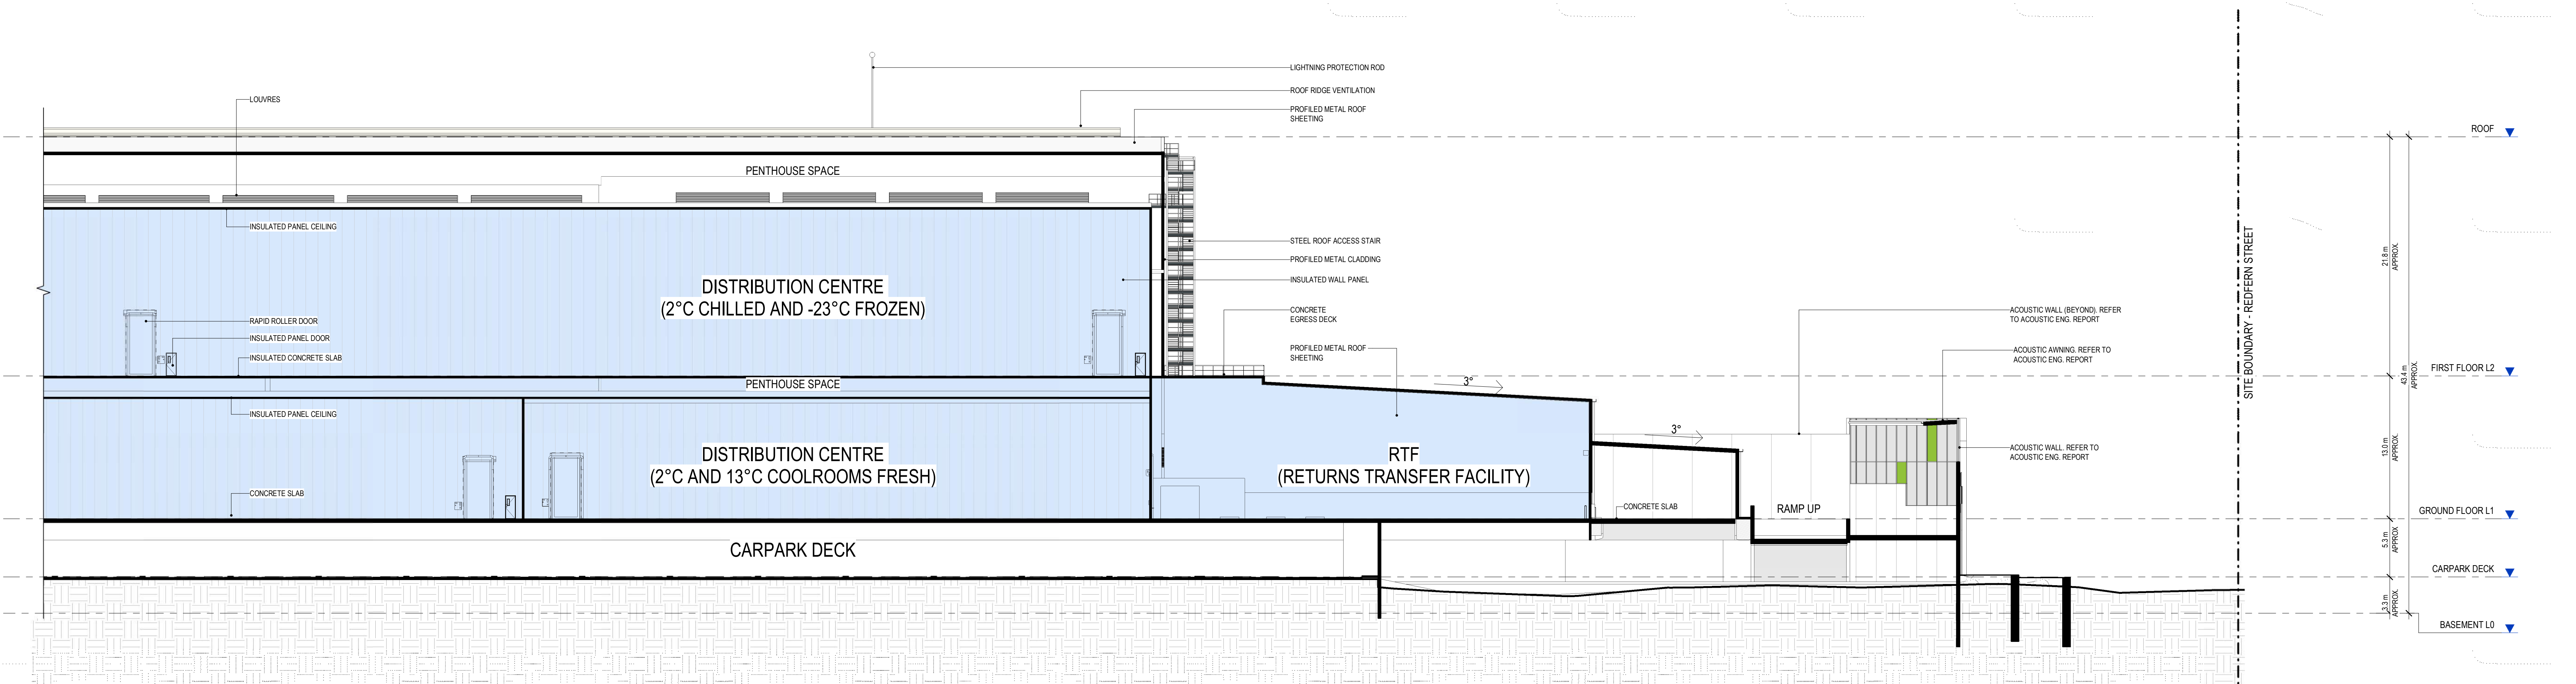 LIGHTNING PROTECTION ROD
ROOF RIDGE VENTILATION
LOUVRES
PROFILED METAL ROOF
SHEETING
ROOF
PENTHOUSE SPACE
INSULATED PANEL CEILING
STEEL ROOF ACCESS STAIR
PROFILED METAL CLADDING
INSULATED WALL PANEL
DISTRIBUTION CENTRE
(2°C CHILLED AND -23°C FROZEN)
CONCRETE
EGRESS DECK
RAPID ROLLER DOOR
INSULATED PANEL DOOR
INSULATED CONCRETE SLAB
PROFILED METAL ROOF
SHEETING
ACOUSTIC WALL (BEYOND). REFER
TO ACOUSTIC ENG. REPORT
ACOUSTIC AWNING. REFER TO
ACOUSTIC ENG. REPORT
SITE BOUNDARY - REDFERN STREET
21.8 m
APPROX.
43.4 m
APPROX.
FIRST FLOOR L2
PENTHOUSE SPACE
3°
INSULATED PANEL CEILING
3°
DISTRIBUTION CENTRE
(2°C AND 13°C COOLROOMS FRESH)
RTF
(RETURNS TRANSFER FACILITY)
ACOUSTIC WALL. REFER TO
ACOUSTIC ENG. REPORT
13.0 m
APPROX.
CONCRETE SLAB
CONCRETE SLAB
RAMP UP
GROUND FLOOR L1
CARPARK DECK
5.3 m
APPROX
CARPARK DECK
3.3 m
APPROX.
BASEMENT L0